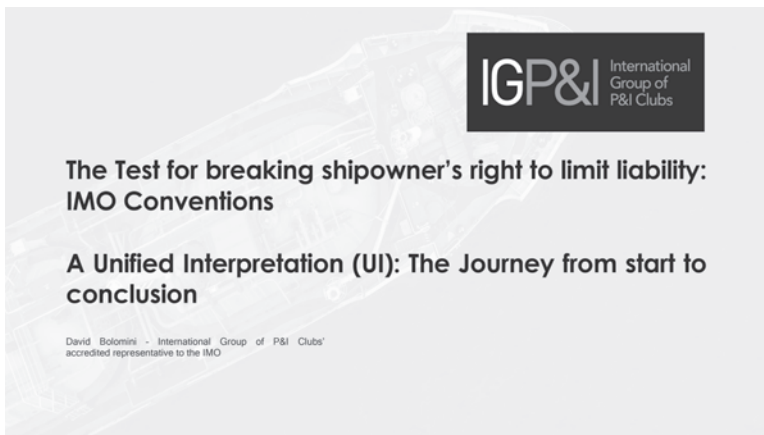 IGP&I
International
Group of
P&I Clubs
The Test for breaking shipowner's right to limit liability:
IMO Conventions
A Unified Interpretation (UI): The Journey from start to
conclusion
David Bolomini - International Group of P&I Clubs'
accredited representative to the IMO